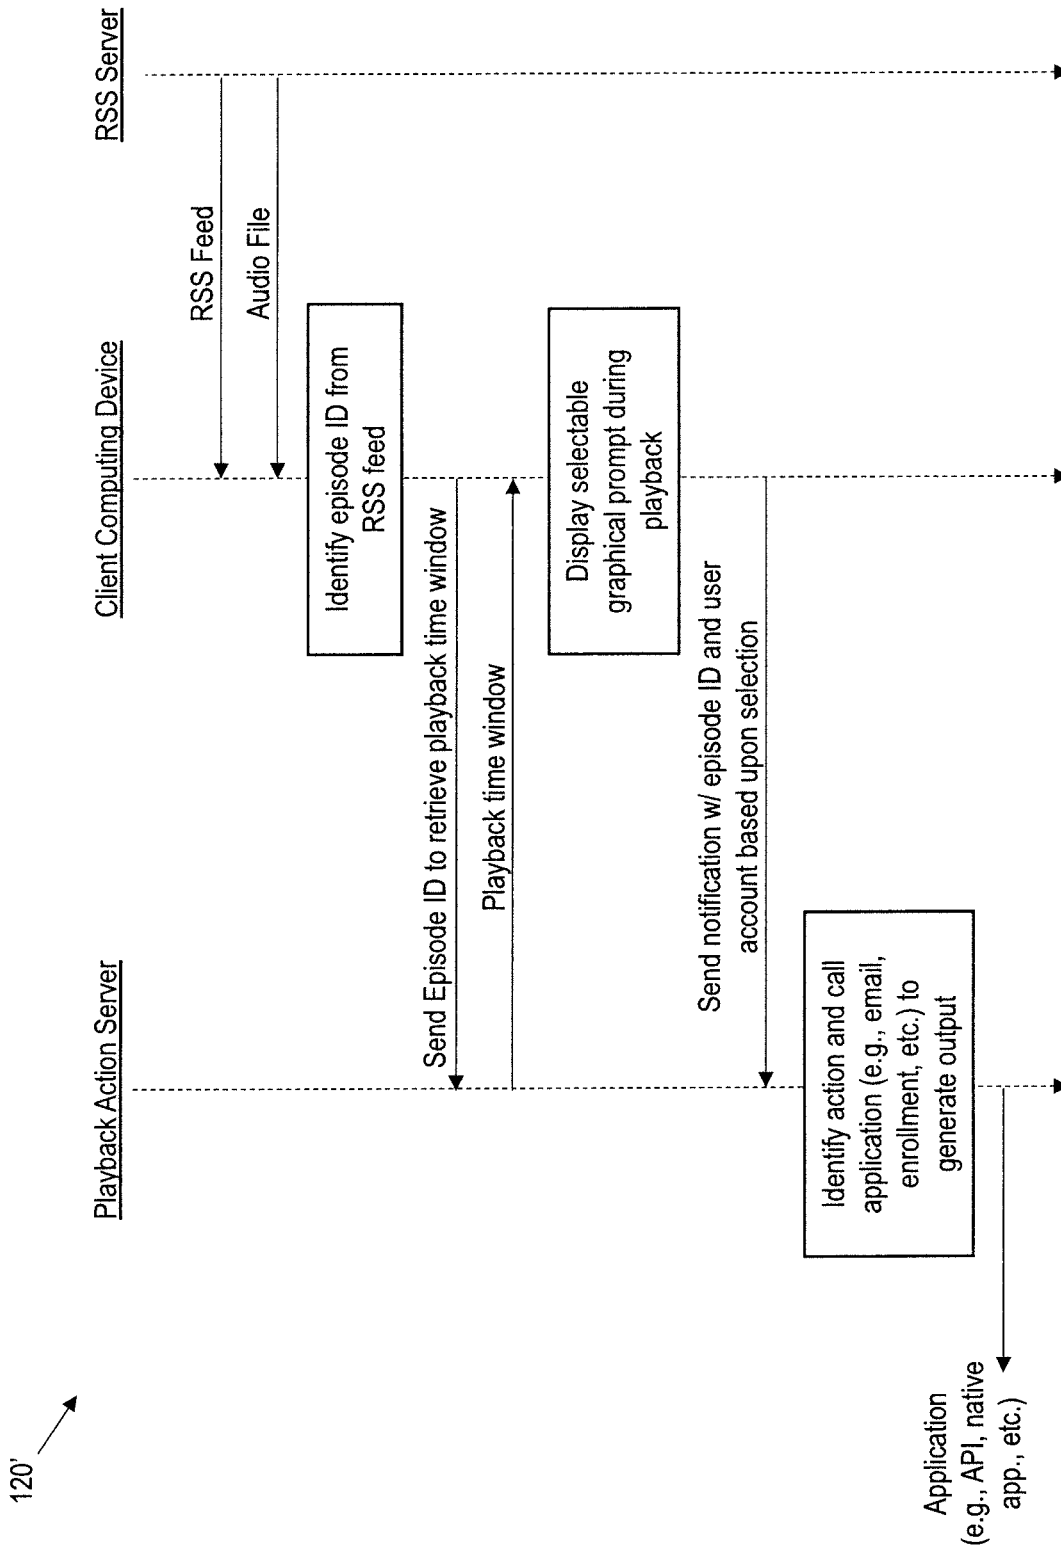 120'
Playback Action Server
Client Computing Device
RSS Server
RSS Feed
Audio File
Identify episode ID from
RSS feed
Send Episode ID to retrieve playback time window
Playback time window
Display selectable
graphical prompt during
playback
Send notification w/ episode ID and user
account based upon selection
Identify action and call
application (e.g., email,
enrollment, etc.) to
generate output
Application
(e.g., API, native
app., etc.)